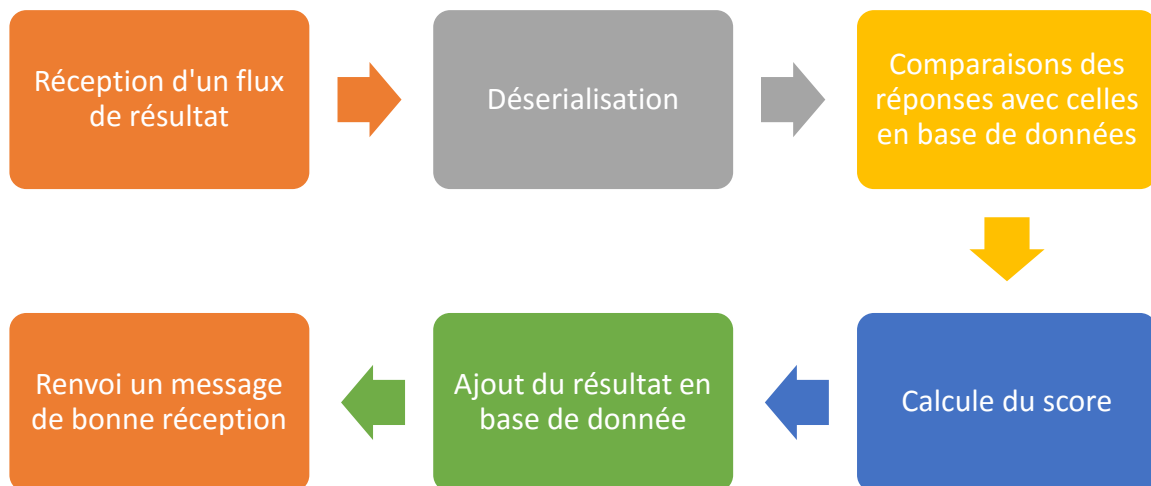 Réception d'un flux
de résultat
Déserialisation
Comparaisons des
réponses avec celles
en base de données
Calcule du score
Ajout du résultat en
base de donnée
Renvoi un message
de bonne réception